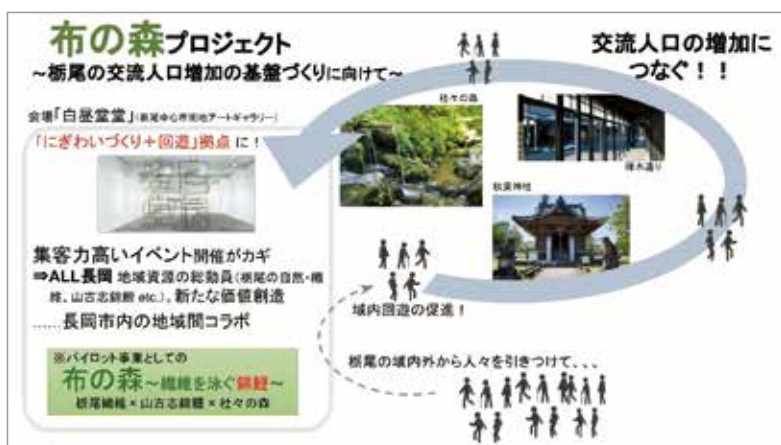 布の森プロジェクト
～栃尾の交流人口増加の基盤づくりに向けて～
会場「白昼堂堂」(栃尾中心市街地アートギャラリー)
「にぎわいづくり＋回遊」拠点に！
集客力高いイベント開催がカギ
⇒ALL長岡 地域資源の総動員(栃尾の自然・繊
維、山古志錦鯉 etc.)、新たな価値創造
……長岡市内の地域間コラボ
※パイロット事業としての
布の森～繊維を泳ぐ錦鯉～
栃尾繊維×山古志錦鯉×杜々の森
交流人口の増加に
つなぐ！！
杜々の森
雁木通り
秋葉神社
域内回遊の促進！
栃尾の域内外から人々を引きつけて、、、